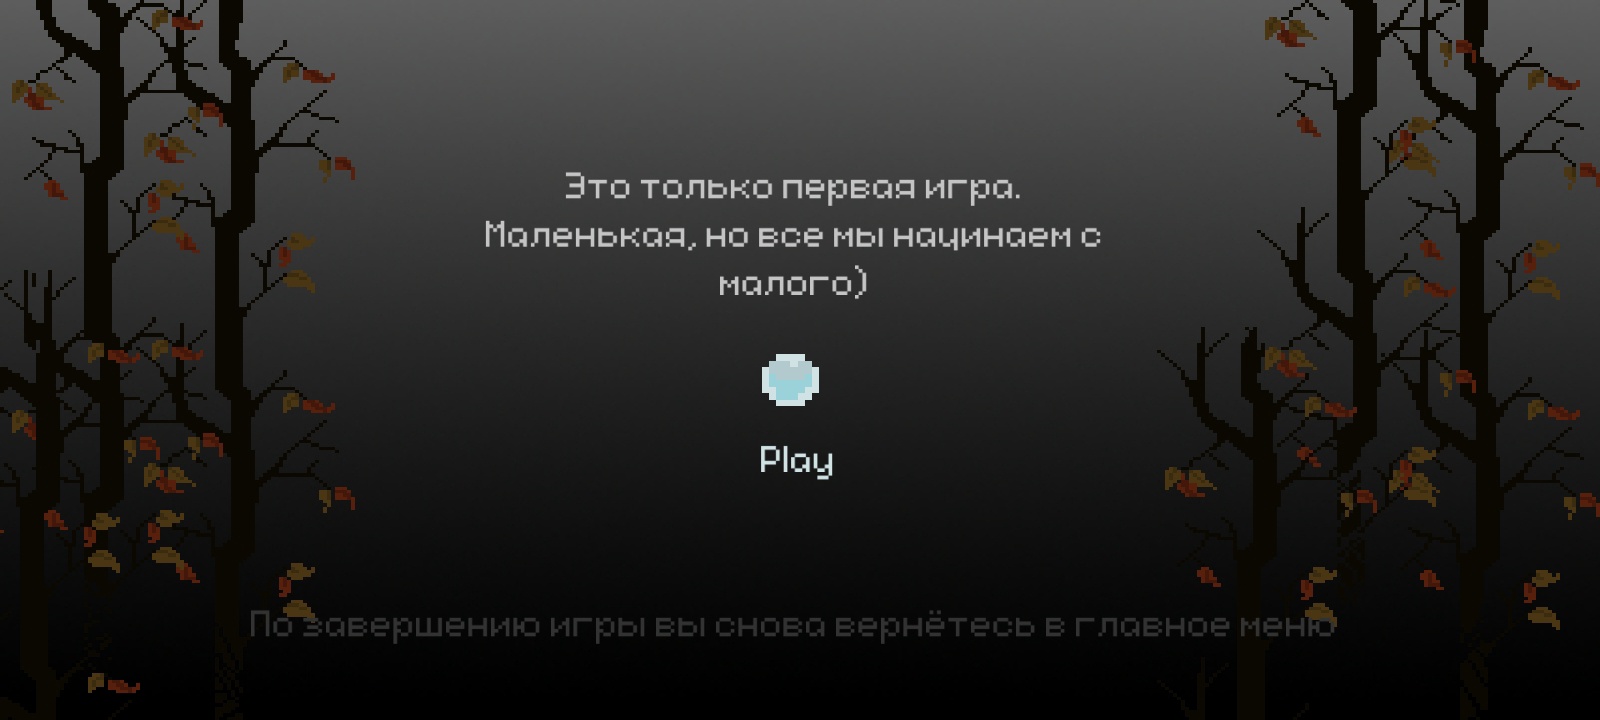 Это только первая игра.
Маленькая, но все мы начинаем с
малого)
Play
По завершению игры вы снова вернётесь в главное меню